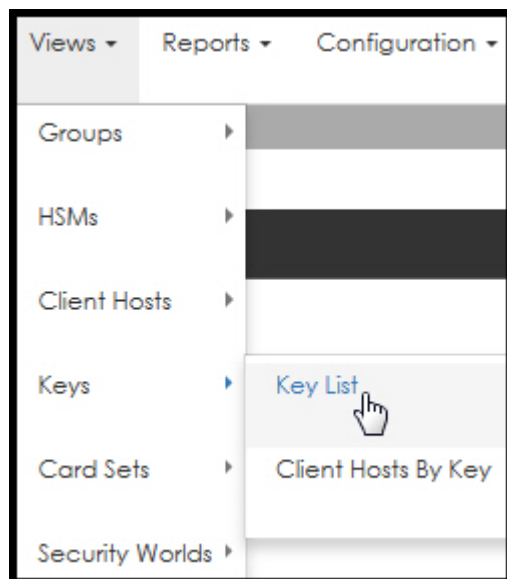 Views Reports Configuration
Groups
HSMs
Client Hosts
Keys
Key List
Card Sets
Client Hosts By Key
Security Worlds